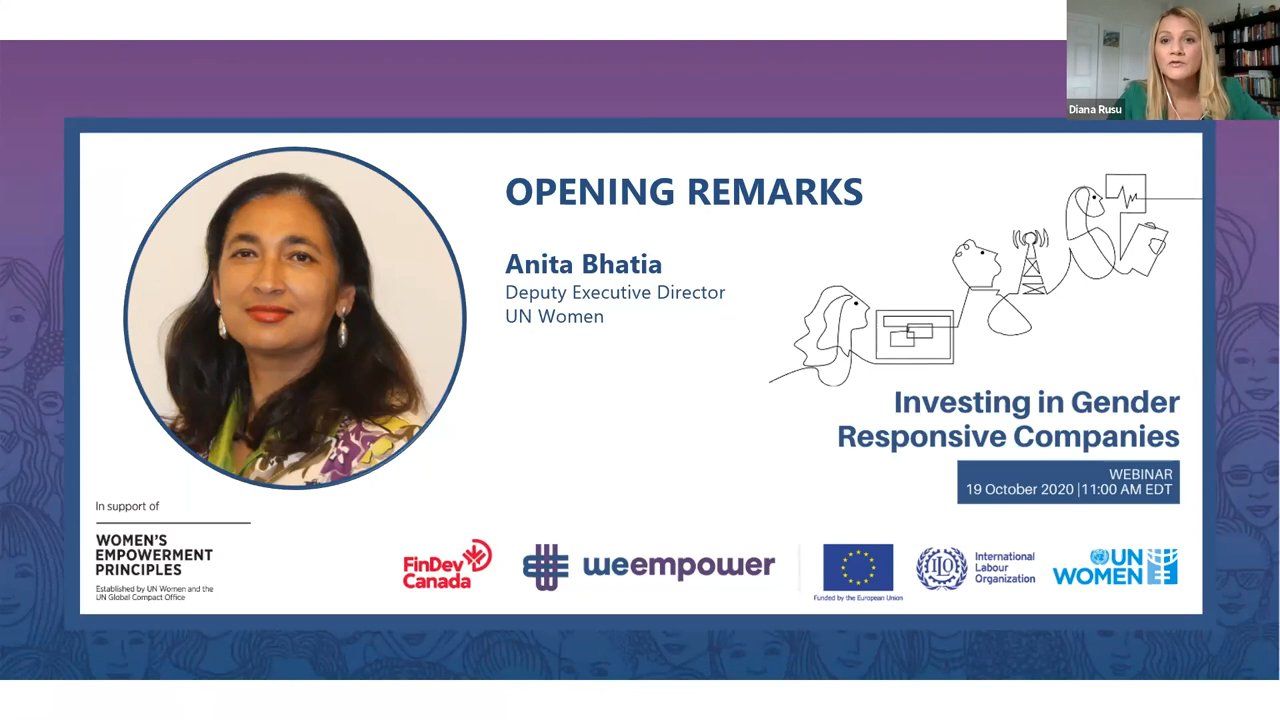 Diana Rusu
OPENING REMARKS
Anita Bhatia
Deputy Executive Director
UN Women
Investing in Gender
Responsive Companies
WEBINAR
19 October 2020 |11:00 AM EDT
In support of
WOMEN'S
EMPOWERMENT
PRINCIPLES
Established by UN Women and the
UN Global Compact Office
FinDev
Canada
weempower
Funded by the European Union
ILO
International
Labour
Organization
UN
WOMEN